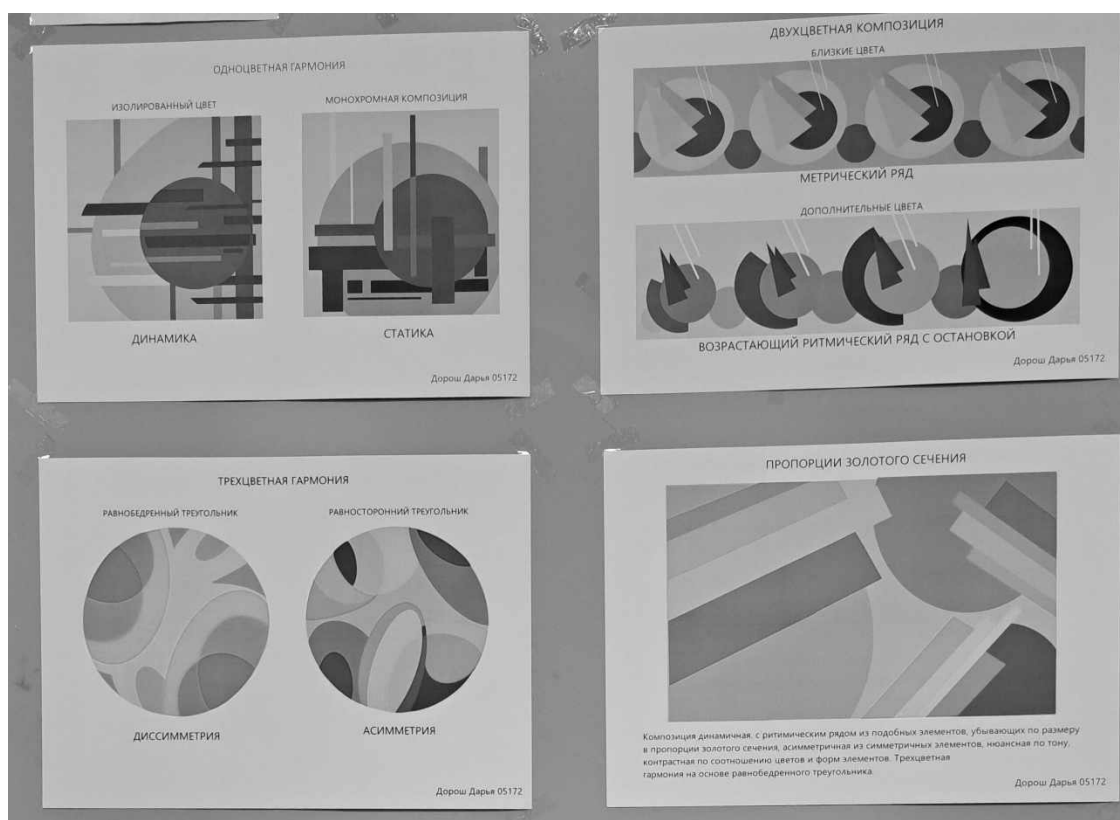 ОДНОЦВЕТНАЯ ГАРМОНИЯ
ИЗОЛИРОВАННЫЙ ЦВЕТ
МОНОХРОМНАЯ КОМПОЗИЦИЯ
ДИНАМИКА
СТАТИКА
Дорош Дарья 05172
ДВУХЦВЕТНАЯ КОМПОЗИЦИЯ
БЛИЗКИЕ ЦВЕТА
МЕТРИЧЕСКИЙ РЯД
ДОПОЛНИТЕЛЬНЫЕ ЦВЕТА
ВОЗРАСТАЮЩИЙ РИТМИЧЕСКИЙ РЯД С ОСТАНОВКОЙ
Дорош Дарья 05172
ТРЕХЦВЕТНАЯ ГАРМОНИЯ
РАВНОБЕДРЕННЫЙ ТРЕУГОЛЬНИК
РАВНОСТОРОННИЙ ТРЕУГОЛЬНИК
ДИССИММЕТРИЯ
АСИММЕТРИЯ
Дорош Дарья 05172
ПРОПОРЦИИ ЗОЛОТОГО СЕЧЕНИЯ
Композиция динамичная, с ритимическим рядом из подобных элементов, убывающих по размеру
в пропорции золотого сечения, асимметричная из симметричных элементов, нюансная по тону,
контрастная по соотношению цветов и форм элементов. Трехцветная
гармония на основе равнобедренного треугольника.
Дорош Дарья 05172